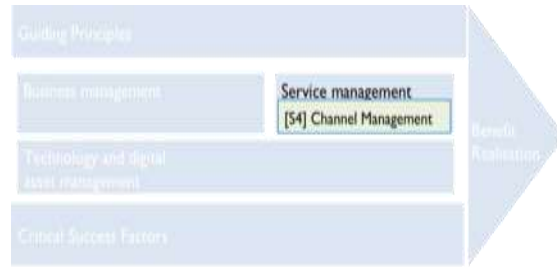 Guiding Principles
Business management
Service management
[S4] Channel Management
Technology and digital
asset management
Benefit
Realisation
Critical Success Factors